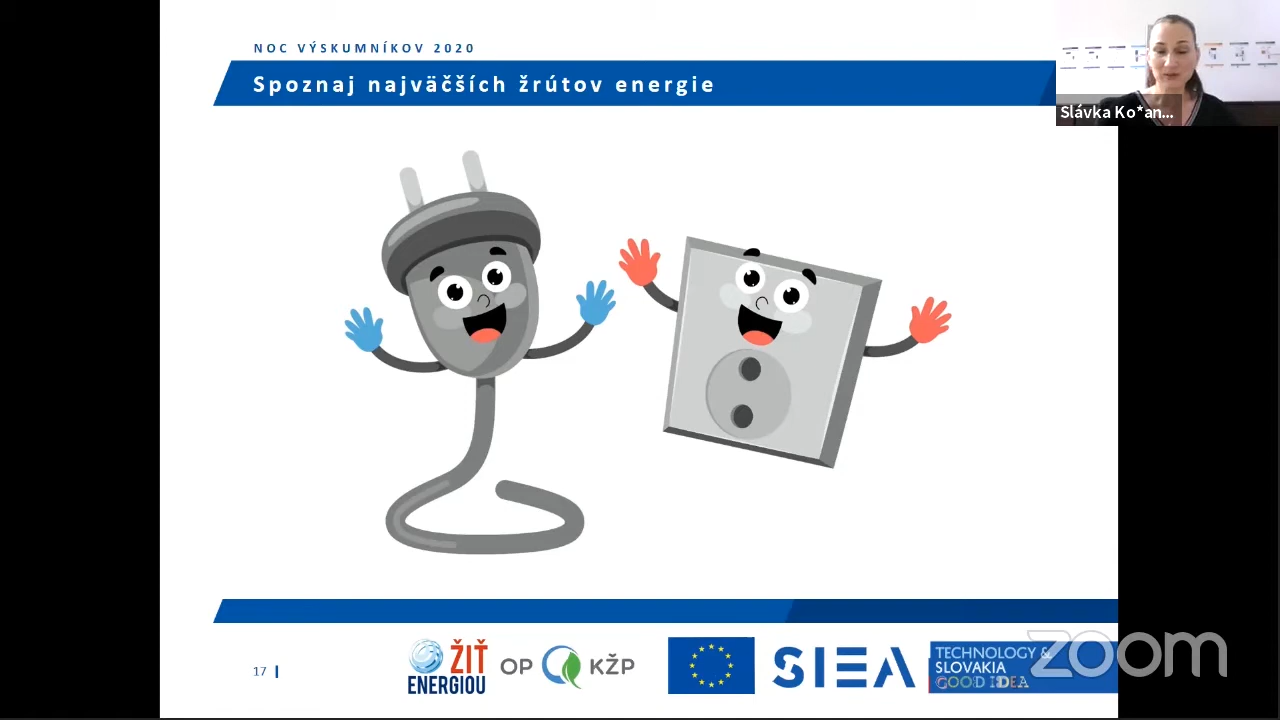 NOC VÝSKUMNÍKOV 2020
Spoznaj najväčších žrútov energie
Slávka Ko*an...
17
ŽIŤ
ENERGIOU
OP KŽP
SIEA
TECHNOLOGY &
SLOVAKIA
GOOD IDEA
zoom